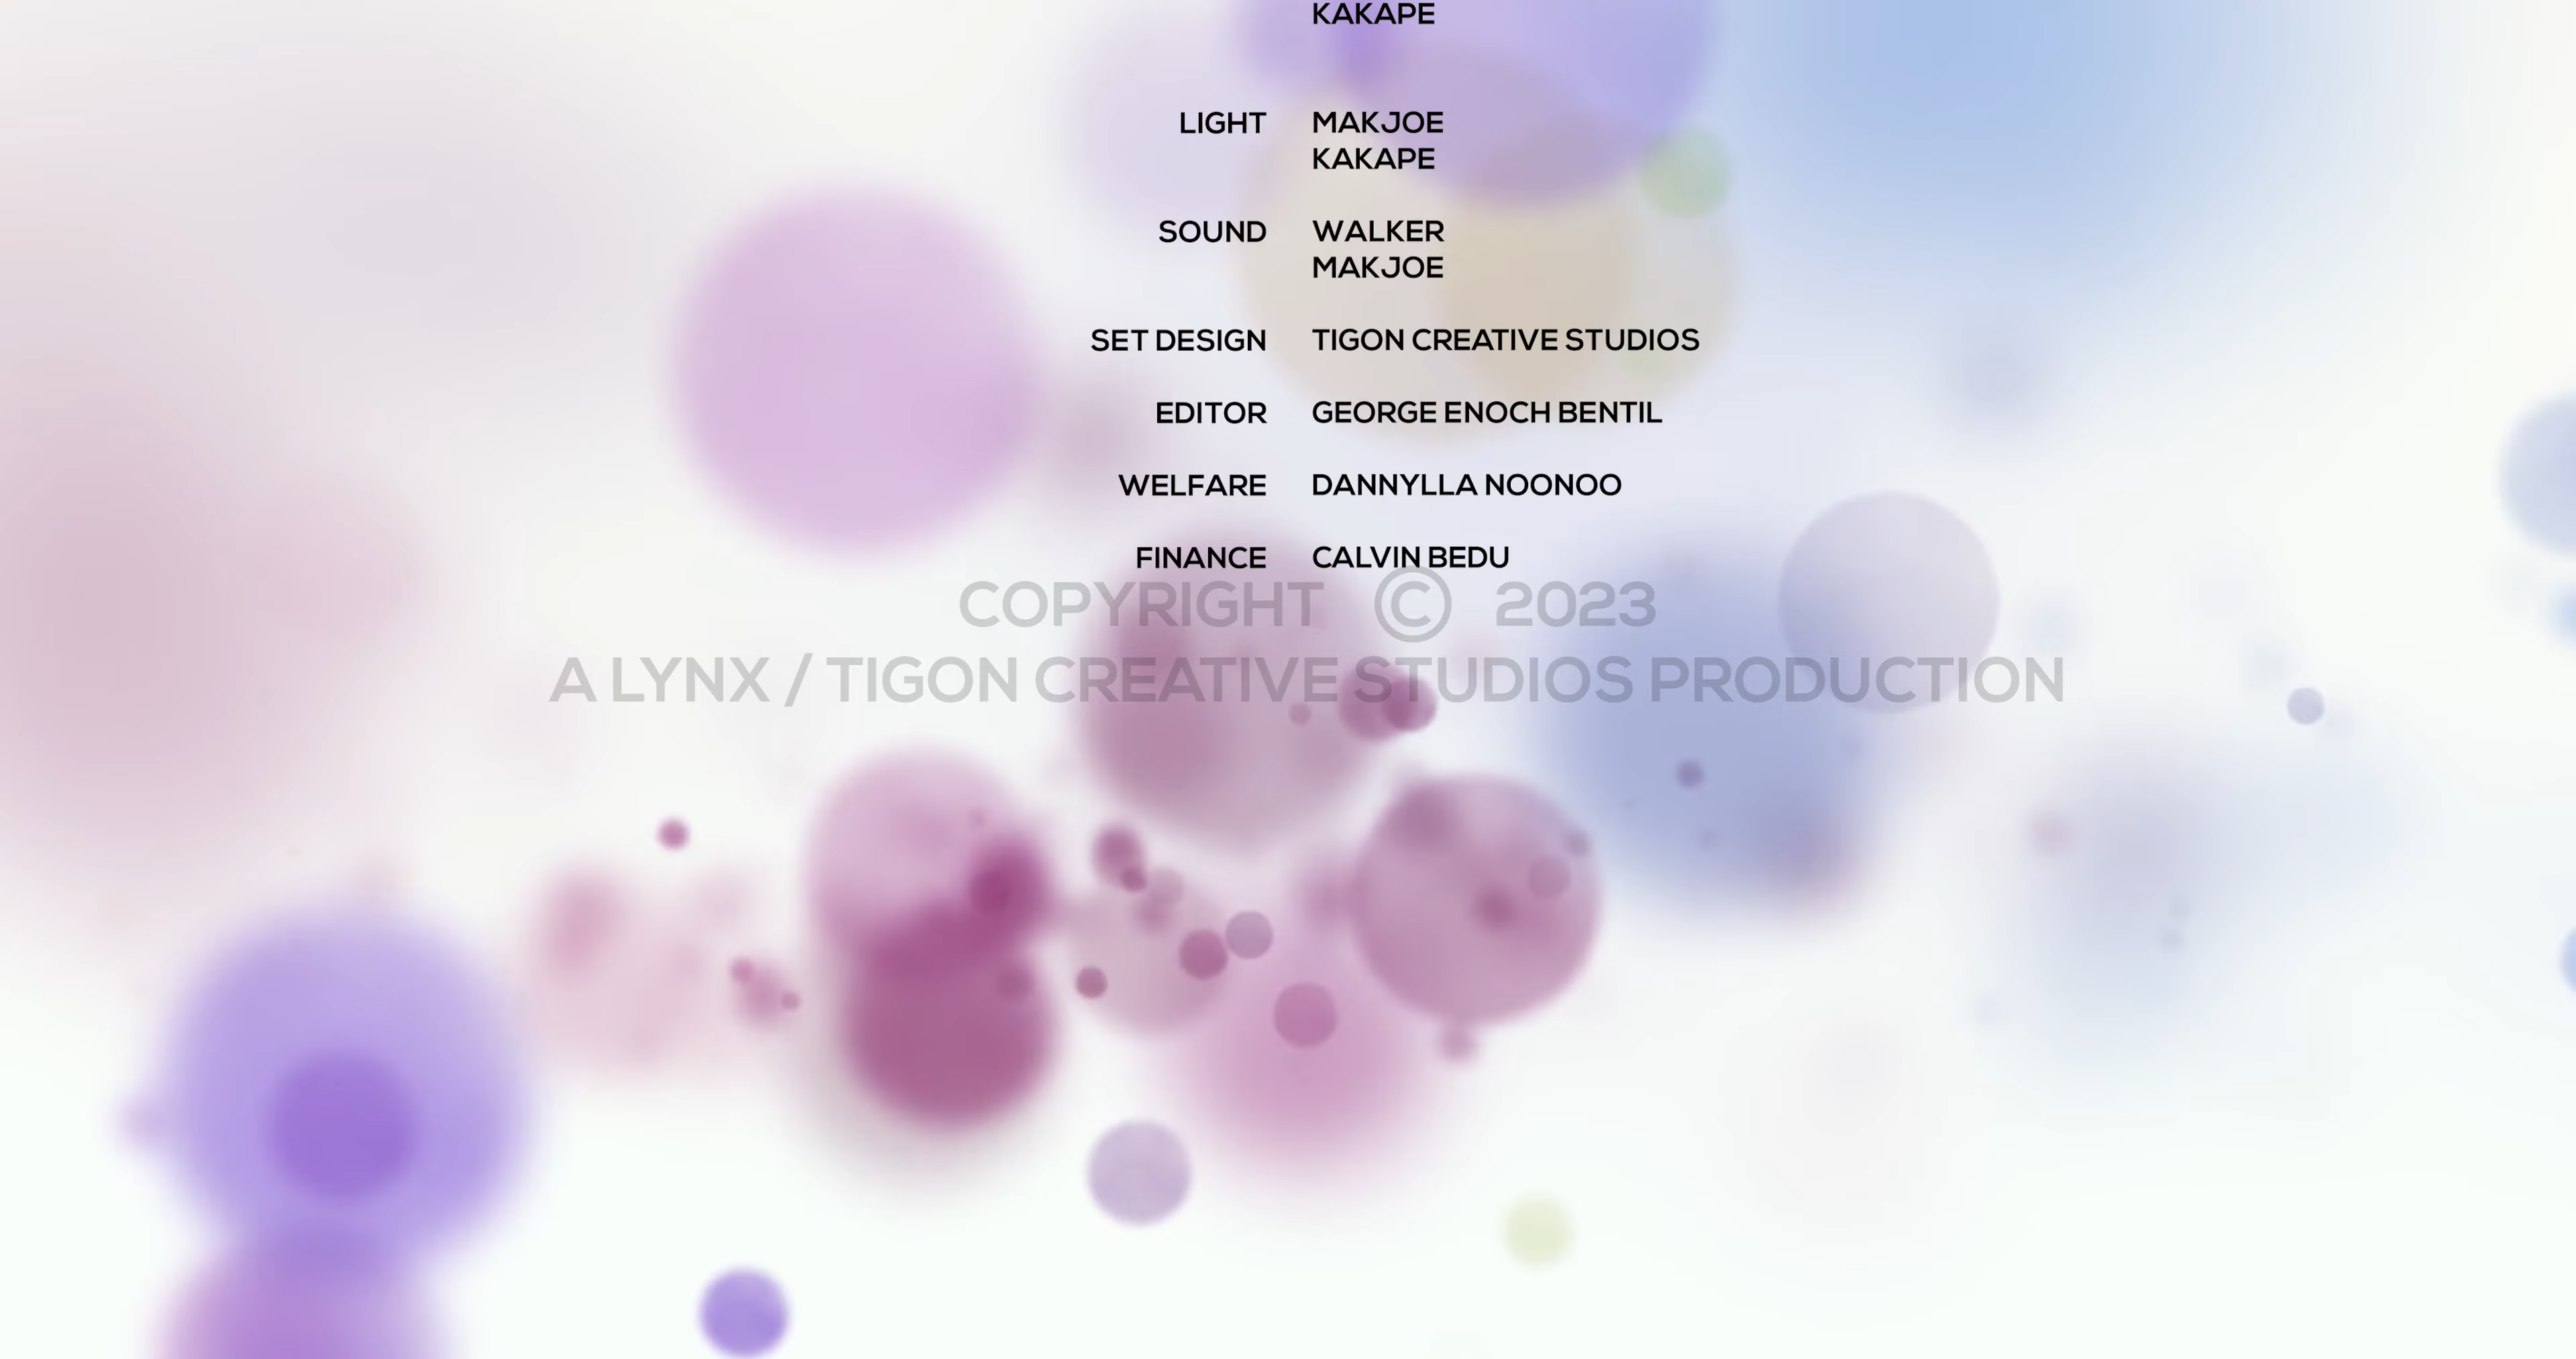 KAKAPE
LIGHT MAKJOE
KAKAPE
SOUND WALKER
MAKJOE
SET DESIGN TIGON CREATIVE STUDIOS
EDITOR GEORGE ENOCH BENTIL
WELFARE DANNYLLA NOONOO
FINANCE CALVIN BEDU
COPYRIGHT © 2023
A LYNX / TIGON CREATIVE STUDIOS PRODUCTION